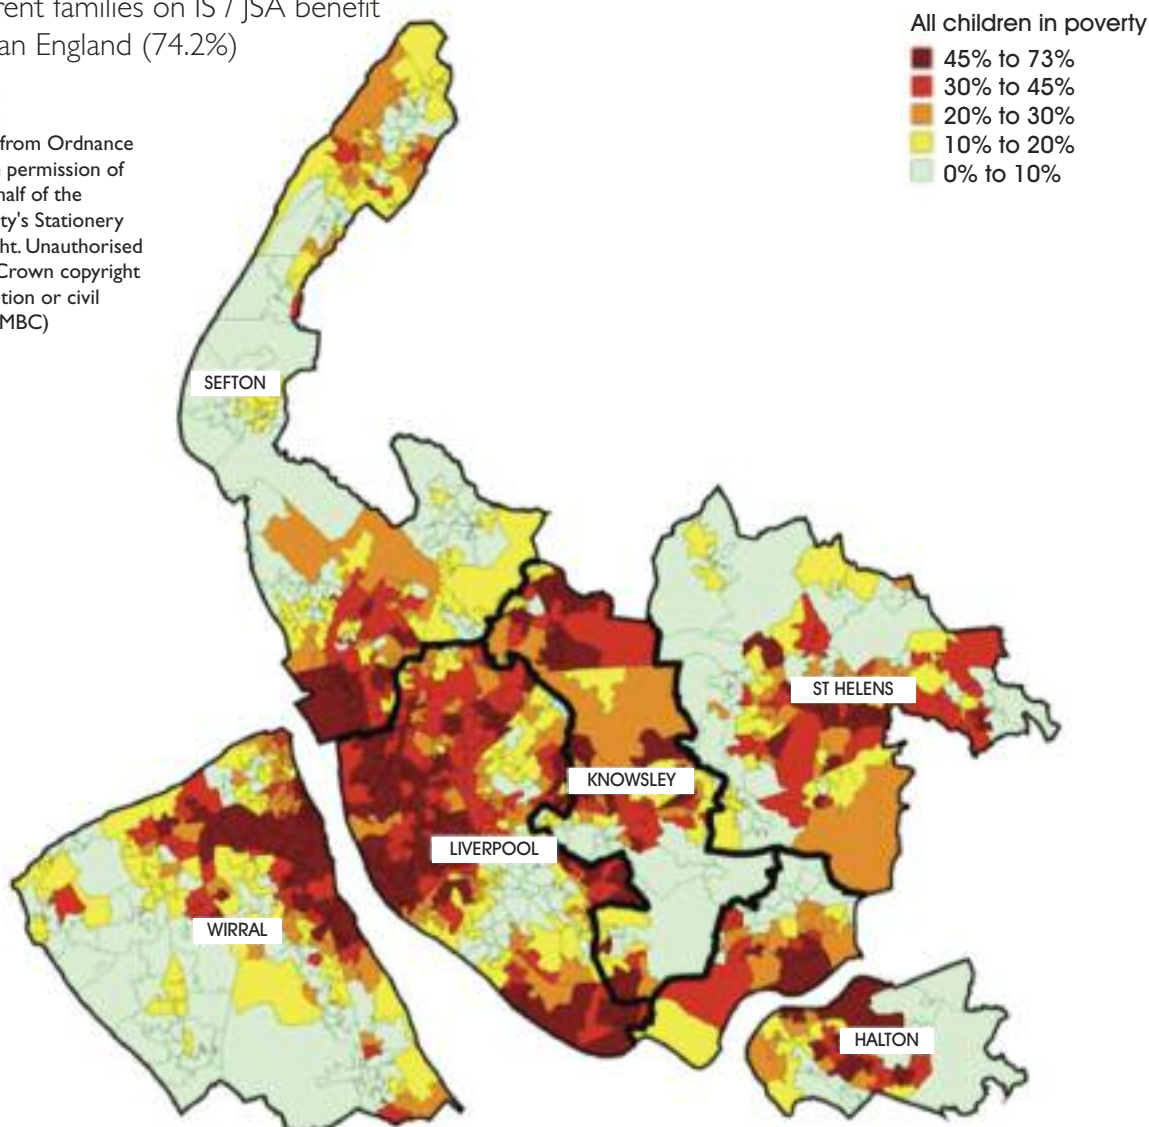 rent families on IS / JSA benefit
an England (74.2%)
from Ordnance
permission of
half of the
ty's Stationery
ht. Unauthorised
Crown copyright
tion or civil
MBC)
All children in poverty
45% to 73%
30% to 45%
20% to 30%
10% to 20%
0% to 10%
SEFTON
ST HELENS
KNOWSLEY
LIVERPOOL
WIRRAL
HALTON